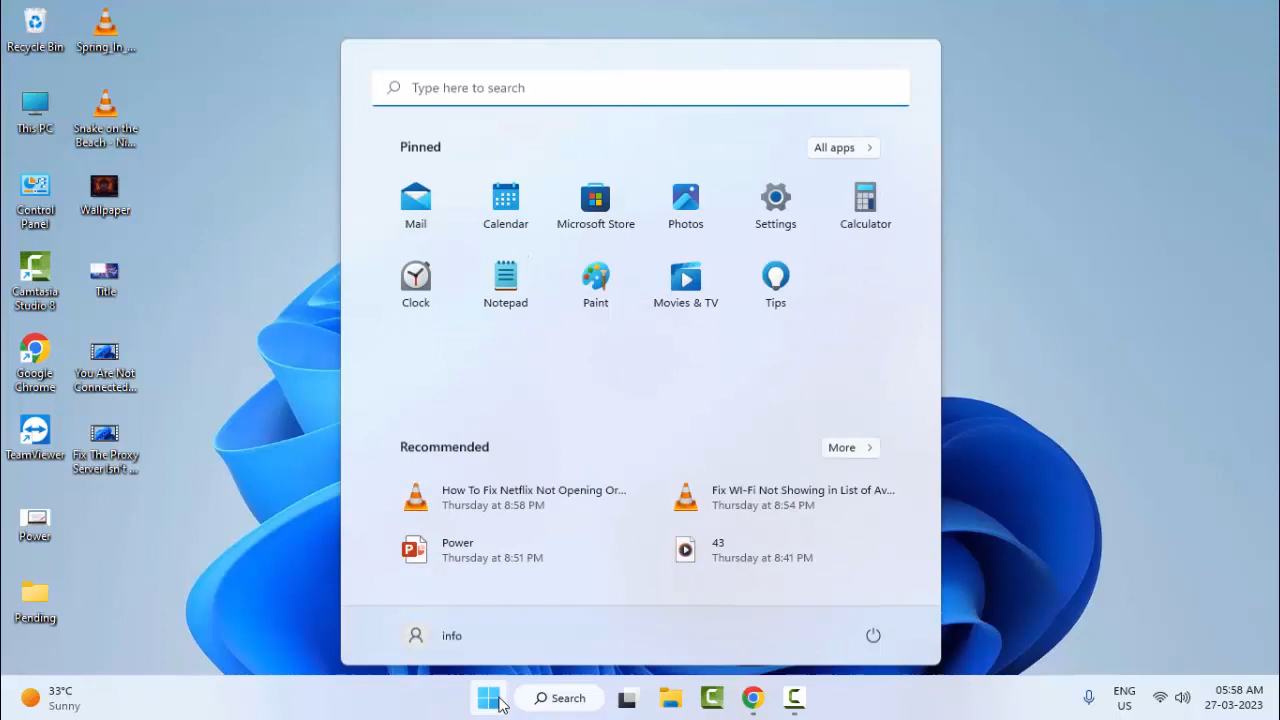 Recycle Bin
Spring_In_...
This PC
Snake on the
Beach - Ni...
Control
Panel
Wallpaper
Camtasia
Studio 8
Title
Google
Chrome
You Are Not
Connected...
TeamViewer
Fix The Proxy
Server Isn't ...
Power
Pending
Type here to search
Pinned
All apps
Mail
Calendar
Microsoft Store
Photos
Settings
Calculator
Clock
Notepad
Paint
Movies & TV
Tips
Recommended
More
How To Fix Netflix Not Opening Or...
Thursday at 8:58 PM
Fix WI-Fi Not Showing in List of Av...
Thursday at 8:54 PM
Power
Thursday at 8:51 PM
43
Thursday at 8:41 PM
info
33°C
Sunny
Search
ENG
US
05:58 AM
27-03-2023